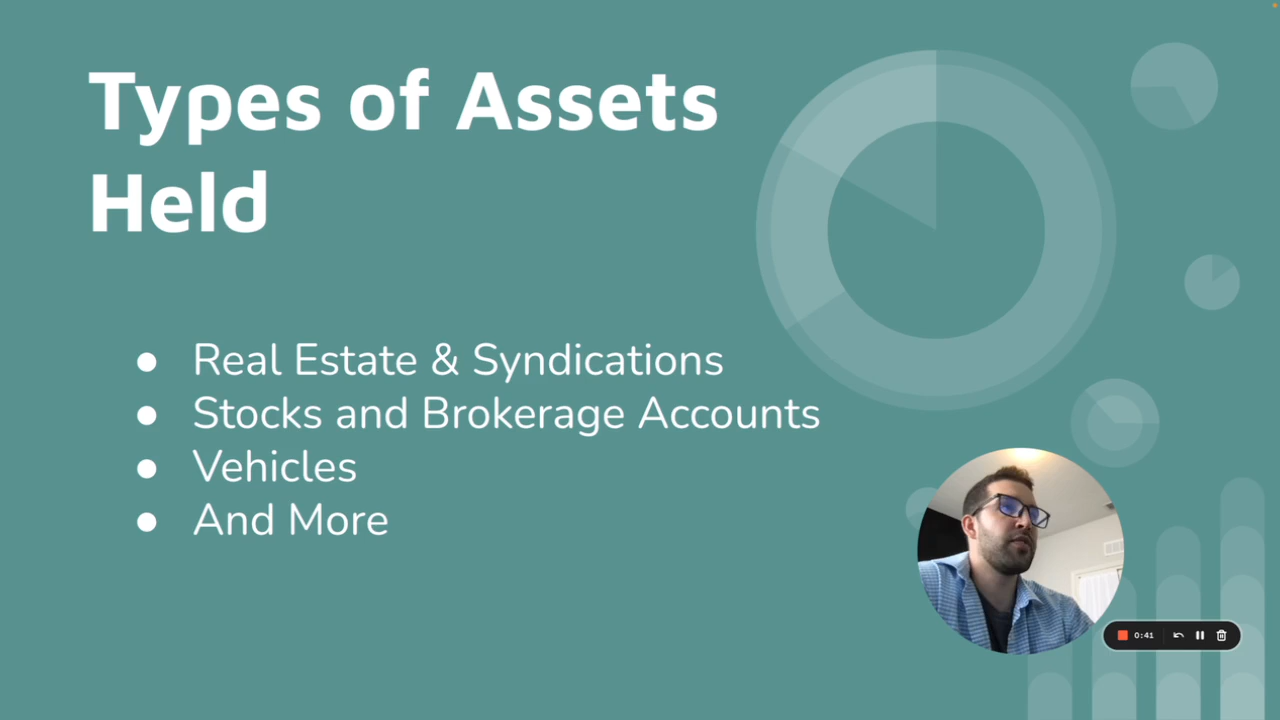 Types of Assets
Held
● Real Estate & Syndications
● Stocks and Brokerage Accounts
● Vehicles
● And More
0:41